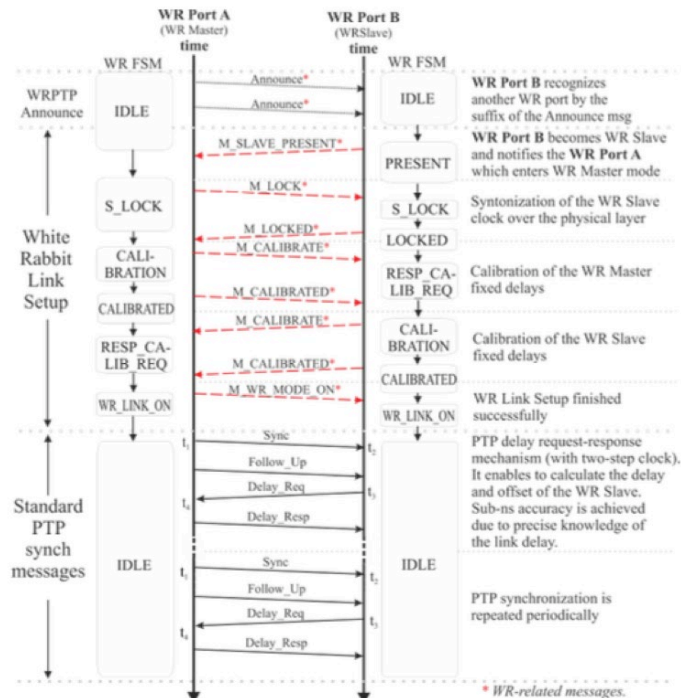 WR Port A
(WR Master)
time
WR Port B
(WRSlave)
time
WR FSM
WR FSM
WRPTP
Announce
IDLE
Announce*
Announce*
IDLE
WR Port B recognizes
another WR port by the
suffix of the Announce msg
White
Rabbit
Link
Setup
M_SLAVE_PRESENT*
PRESENT
WR Port B becomes WR Slave
and notifies the WR Port A
which enters WR Master mode
S_LOCK
M_LOCK*
S_LOCK
Syntonization of the WR Slave
clock over the physical layer
M_LOCKED*
LOCKED
CALI-
BRATION
M_CALIBRATE*
RESP_CA-
LIB_REQ
Calibration of the WR Master
fixed delays
CALIBRATED
M_CALIBRATED*
RESP_CA-
LIB_REQ
M_CALIBRATE*
CALI-
BRATION
Calibration of the WR Slave
fixed delays
M_CALIBRATED*
CALIBRATED
WR_LINK_ON
M_WR_MODE_ON*
WR_LINK_ON
WR Link Setup finished
successfully
Standard
PTP
synch
messages
IDLE
t1
Sync
t2
Follow_Up
Delay_Req
t3
t4
Delay_Resp
IDLE
PTP delay request-response
mechanism (with two-step clock).
It enables to calculate the delay
and offset of the WR Slave.
Sub-ns accuracy is achieved
due to precise knowledge of
the link delay.
Sync
t2
Follow_Up
Delay_Req
t3
t4
Delay_Resp
PTP synchronization is
repeated periodically
* WR-related messages.